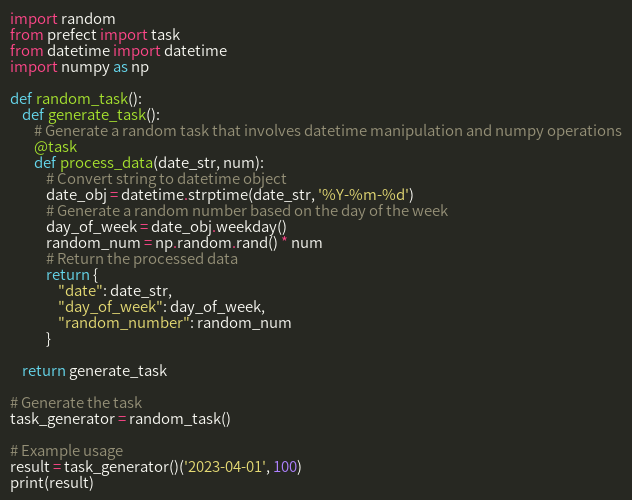 import random
from prefect import task
from datetime import datetime
import numpy as np

def random_task():
   def generate_task():
      # Generate a random task that involves datetime manipulation and numpy operations
      @task
      def process_data(date_str, num):
         # Convert string to datetime object
         date_obj = datetime.strptime(date_str, '%Y-%m-%d')
         # Generate a random number based on the day of the week
         day_of_week = date_obj.weekday()
         random_num = np.random.rand() * num
         # Return the processed data
         return {
            "date": date_str,
            "day_of_week": day_of_week,
            "random_number": random_num
         }

   return generate_task

# Generate the task
task_generator = random_task()

# Example usage
result = task_generator()('2023-04-01', 100)
print(result)